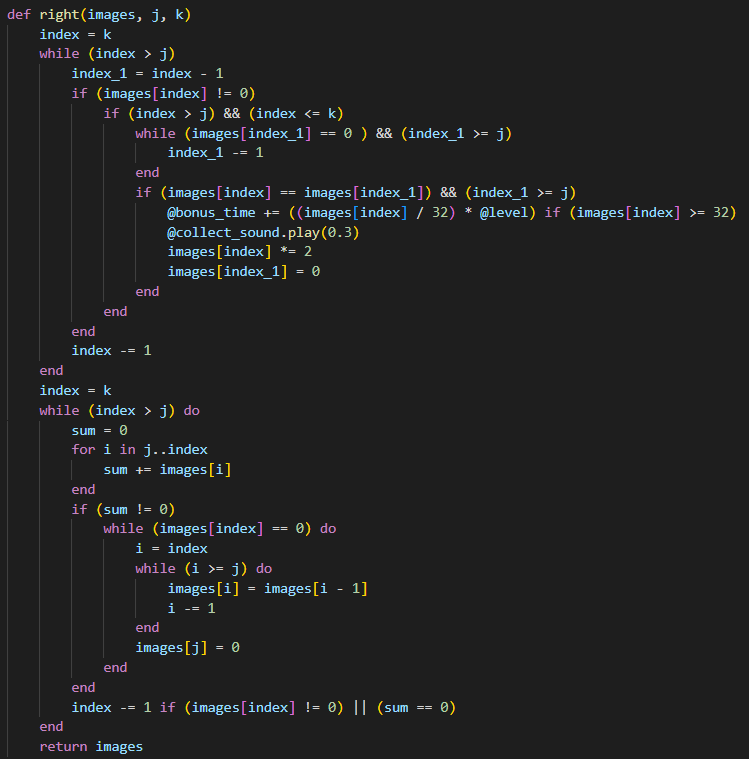 def right(images, j, k)
    index = k
    while (index > j)
        index_1 = index - 1
        if (images[index] != 0)
            if (index > j) && (index <= k)
                while (images[index_1] == 0 ) && (index_1 >= j)
                    index_1 -= 1
                end
                if (images[index] == images[index_1]) && (index_1 >= j)
                    @bonus_time += ((images[index] / 32) * @level) if (images[index] >= 32)
                    @collect_sound.play(0.3)
                    images[index] *= 2
                    images[index_1] = 0
                end
            end
        end
        index -= 1
    end
    index = k
    while (index > j) do
        sum = 0
        for i in j..index
            sum += images[i]
        end
        if (sum != 0)
            while (images[index] == 0) do
                i = index
                while (i >= j) do
                    images[i] = images[i - 1]
                    i -= 1
                end
                images[j] = 0
            end
        end
        index -= 1 if (images[index] != 0) || (sum == 0)
    end
    return images